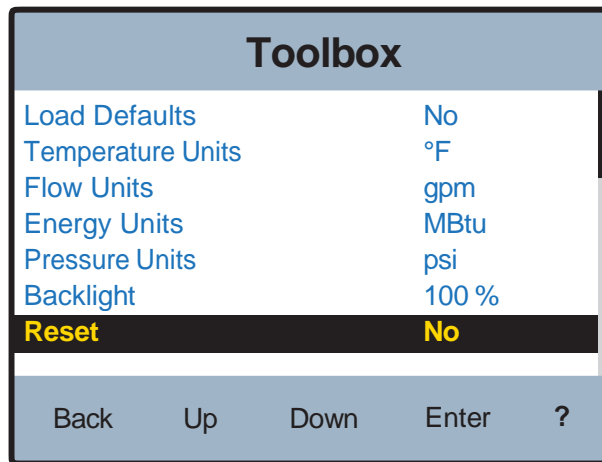 Toolbox
Load Defaults No
Temperature Units °F
Flow Units gpm
Energy Units MBtu
Pressure Units psi
Backlight 100 %
Reset No
Back Up Down Enter ?